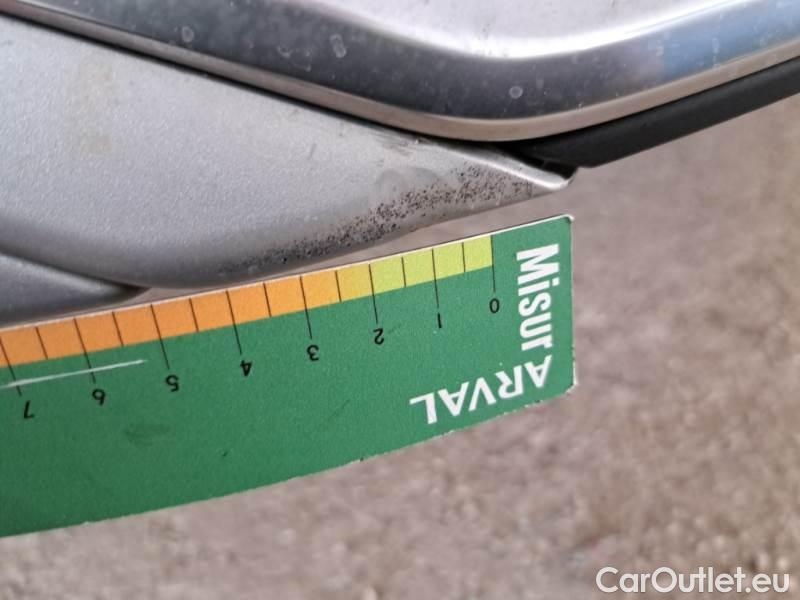 Misur
ARVAL
0 1 2 3 4 5 6 7
CarOutlet.eu